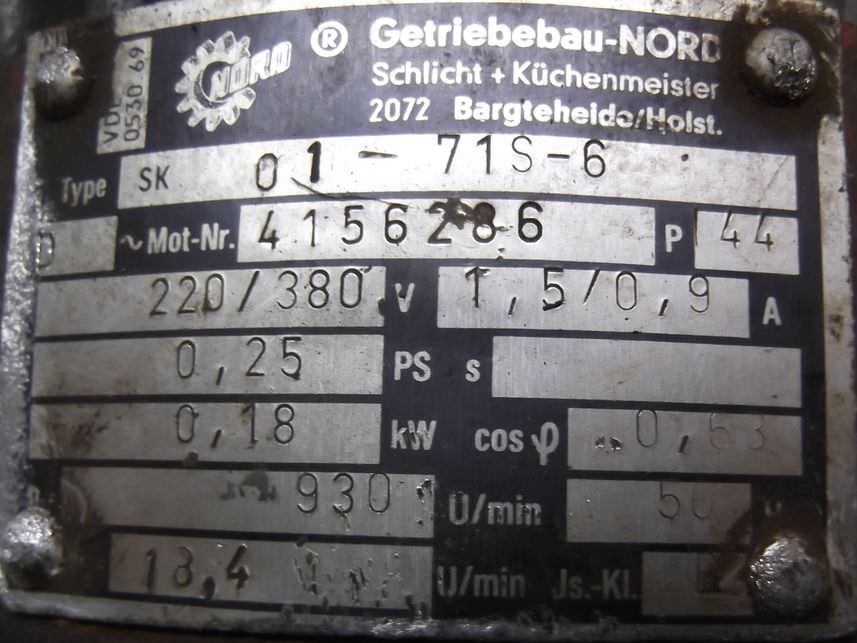 VDE 0530 69
NORD ® Getriebebau-NORD
Schlicht + Küchenmeister
2072 Bargteheide/Holst.
Type SK 01 - 71S-6
D ~ Mot-Nr. 4156286 P 44
220/380 V 1,5/0,9 A
0,25 PS s
0,18 kW cos φ 0,63
930 U/min 50
18,4 U/min Js.-Kl.